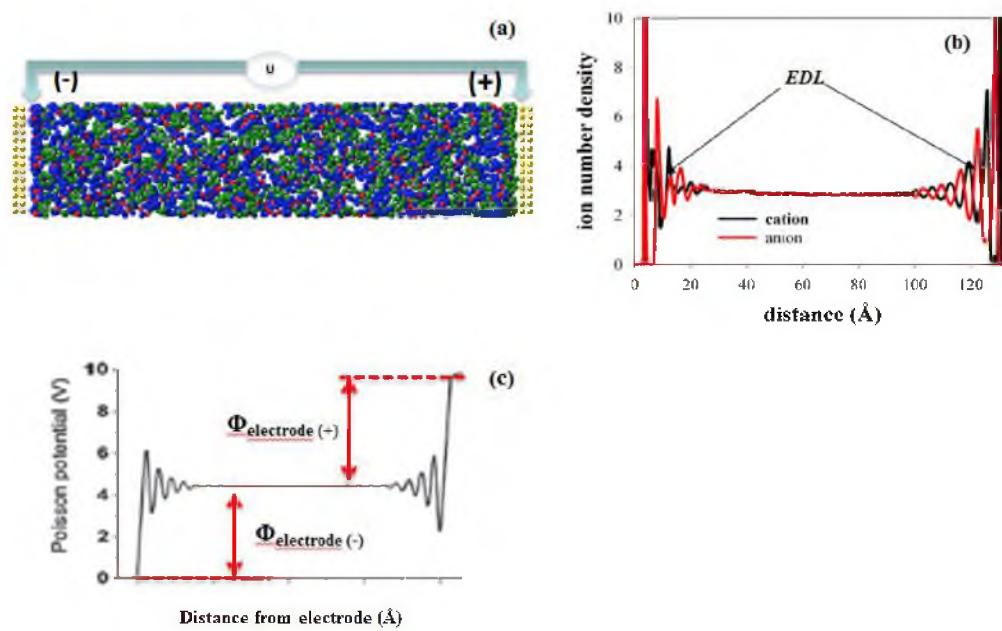 (a)
U
(-)
(+)
(b)
EDL
ion number density
10
8
6
4
2
0
cation
anion
0
20
40
60
80
100
120
distance (Å)
(c)
Poisson potential (V)
10
8
6
4
2
0
Φelectrode (+)
Φelectrode (-)
Distance from electrode (Å)